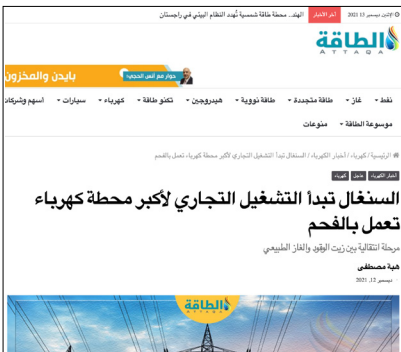 الإثنين, ديسمبر 13 2021 أخر الأخبار الهند.. محطة طاقة شمسية تُهدد النظام البيئي في راجستان
الطاقة
ATTAQA
حوار مع أنس الحجي بايدن والمخزون
نفط غاز طاقة متجددة طاقة نووية هيدروجين تكنو طاقة كهرباء سيارات أسهم وشركات
موسوعة الطاقة منوعات
الرئيسية / كهرباء / أخبار الكهرباء / السنغال تبدأ التشغيل التجاري لأكبر محطة كهرباء تعمل بالفحم
أخبار الكهرباء عاجل كهرباء
السنغال تبدأ التشغيل التجاري لأكبر محطة كهرباء
تعمل بالفحم
مرحلة انتقالية بين زيت الوقود والغاز الطبيعي
هبة مصطفى
ديسمبر 12, 2021
الطاقة